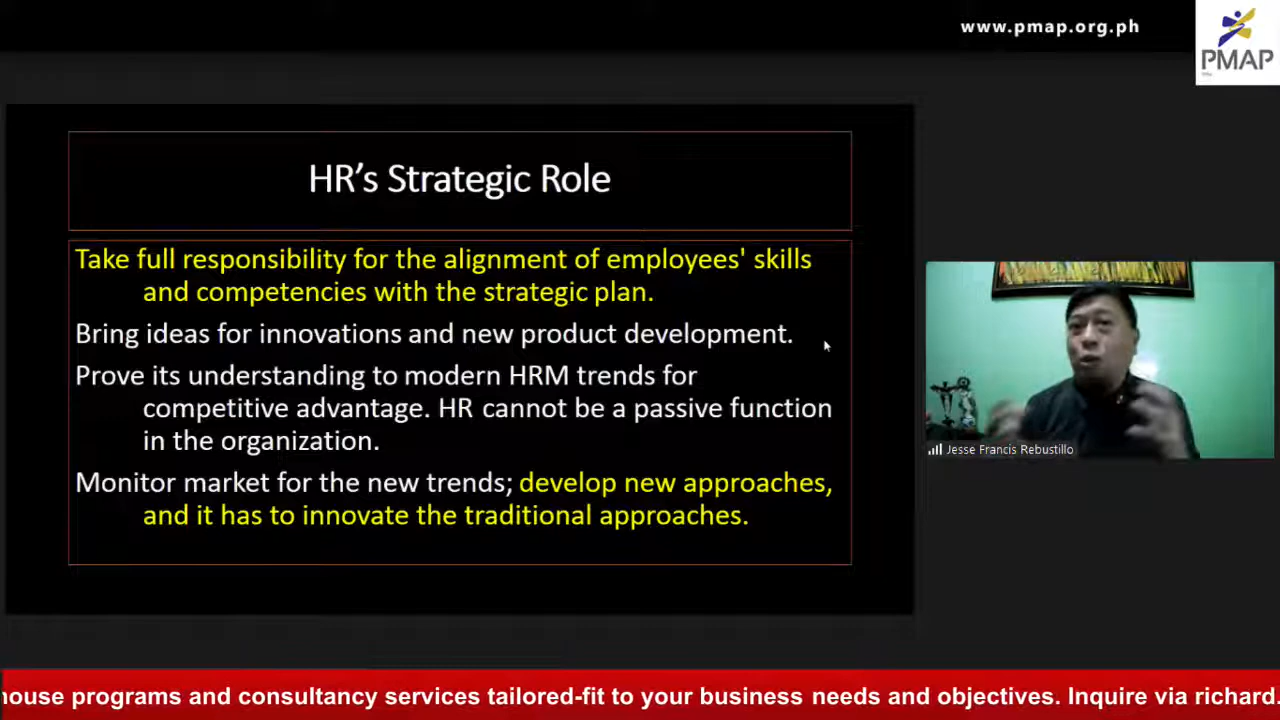 www.pmap.org.ph
PMAP
HR's Strategic Role
Take full responsibility for the alignment of employees' skills
and competencies with the strategic plan.
Bring ideas for innovations and new product development.
Prove its understanding to modern HRM trends for
competitive advantage. HR cannot be a passive function
in the organization.
Monitor market for the new trends; develop new approaches,
and it has to innovate the traditional approaches.
Jesse Francis Rebustillo
programs and consultancy services tailored-fit to your business needs and objectives. Inquire via richard.